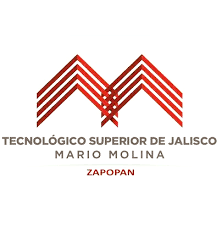 TECNOLÓGICO SUPERIOR DE JALISCO
MARIO MOLINA
ZAPOPAN